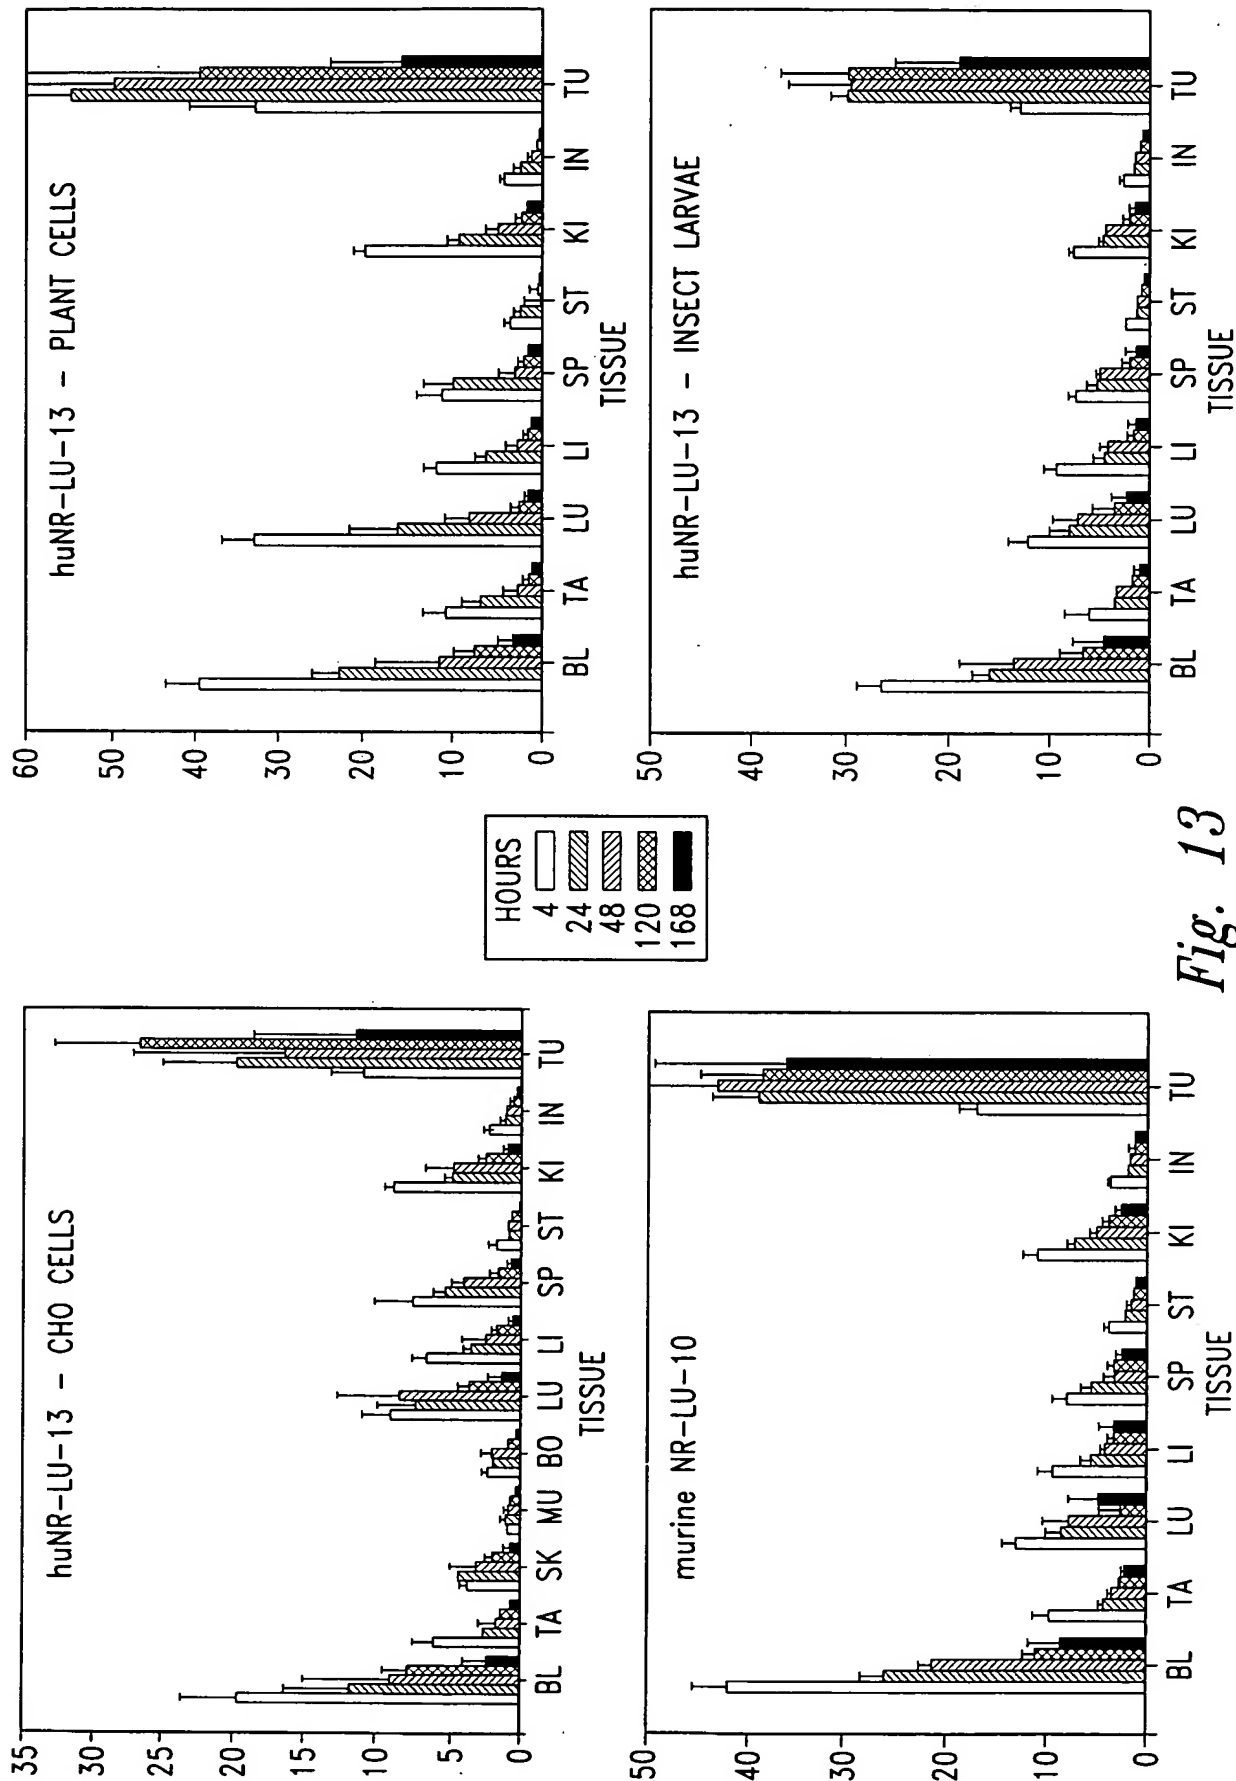 huNR-LU-13 - CHO CELLS
35
30
25
20
15
10
5
0
BL TA SK MU BO LU LI SP ST KI IN TU
TISSUE
huNR-LU-13 - PLANT CELLS
60
50
40
30
20
10
0
BL TA LU LI SP ST KI IN TU
TISSUE
HOURS
4
24
48
120
168
murine NR-LU-10
50
40
30
20
10
0
BL TA LU LI SP ST KI IN TU
TISSUE
huNR-LU-13 - INSECT LARVAE
50
40
30
20
10
0
BL TA LU LI SP ST KI IN TU
TISSUE
Fig. 13